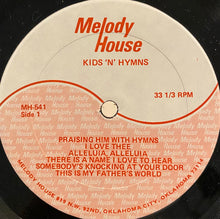 Melody
House
KIDS 'N' HYMNS
MH-541
Side 1
33 1/3 RPM
PRAISING HIM WITH HYMNS
I LOVE THEE
ALLELUIA, ALLELUIA
THERE IS A NAME I LOVE TO HEAR
SOMEBODY'S KNOCKING AT YOUR DOOR
THIS IS MY FATHER'S WORLD
MELODY HOUSE 819 N.W. 92ND, OKLAHOMA CITY, OKLAHOMA 73114